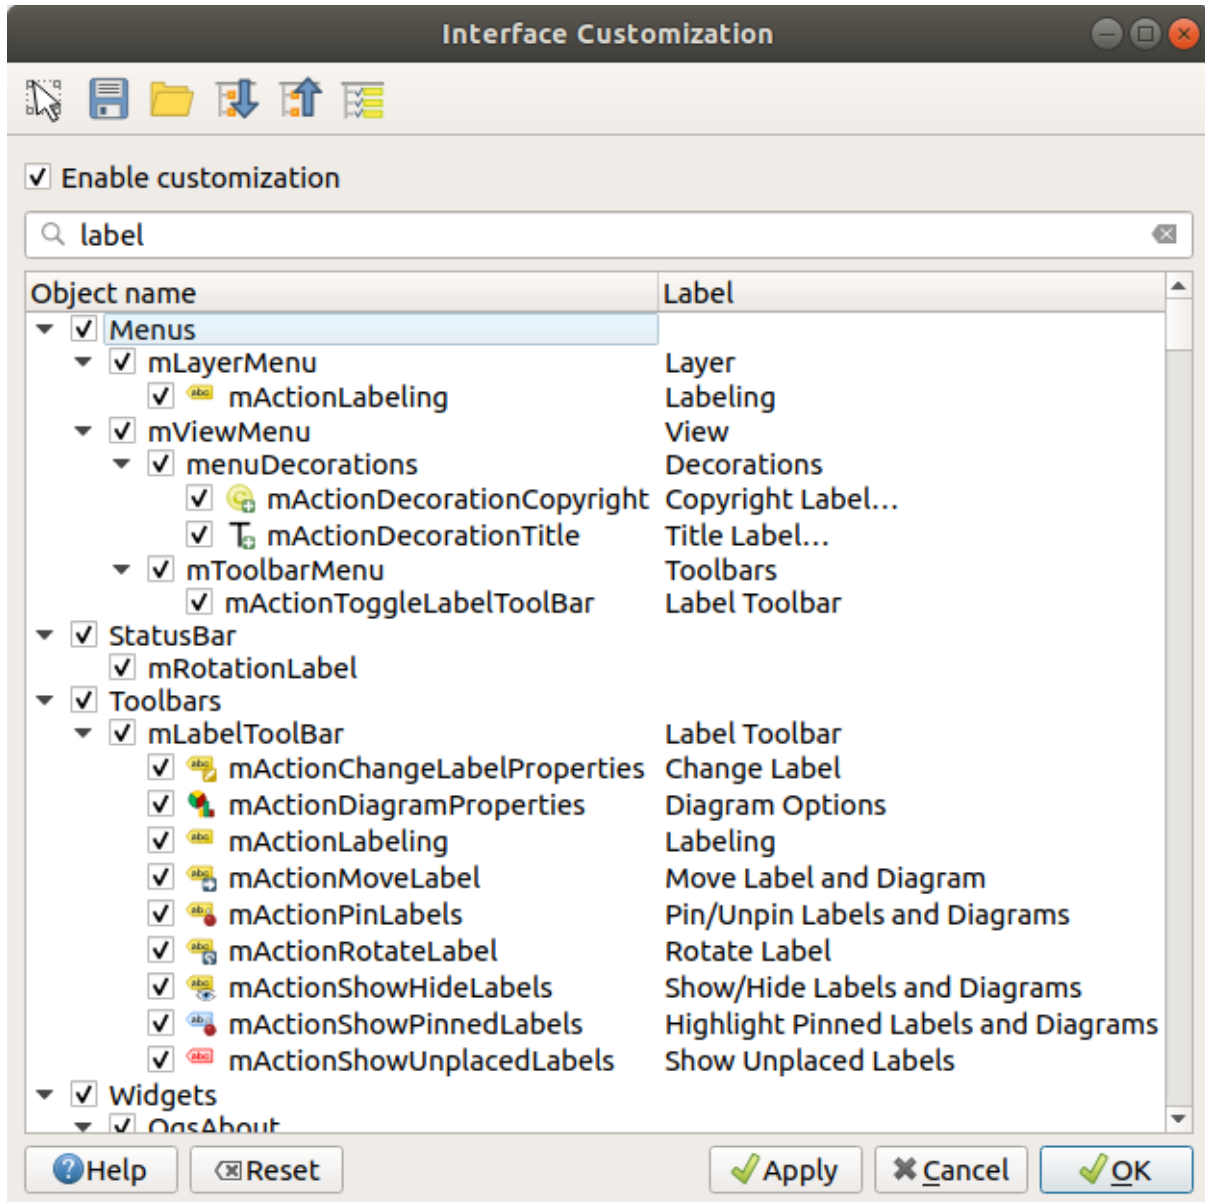 Interface Customization
Enable customization
label
Object name Label
Menus
mLayerMenu Layer
mActionLabeling Labeling
mViewMenu View
menuDecorations Decorations
mActionDecorationCopyright Copyright Label...
mActionDecorationTitle Title Label...
mToolbarMenu Toolbars
mActionToggleLabelToolBar Label Toolbar
StatusBar
mRotationLabel
Toolbars
mLabelToolBar Label Toolbar
mActionChangeLabelProperties Change Label
mActionDiagramProperties Diagram Options
mActionLabeling Labeling
mActionMoveLabel Move Label and Diagram
mActionPinLabels Pin/Unpin Labels and Diagrams
mActionRotateLabel Rotate Label
mActionShowHideLabels Show/Hide Labels and Diagrams
mActionShowPinnedLabels Highlight Pinned Labels and Diagrams
mActionShowUnplacedLabels Show Unplaced Labels
Widgets
QgsAbout
Help Reset Apply Cancel OK